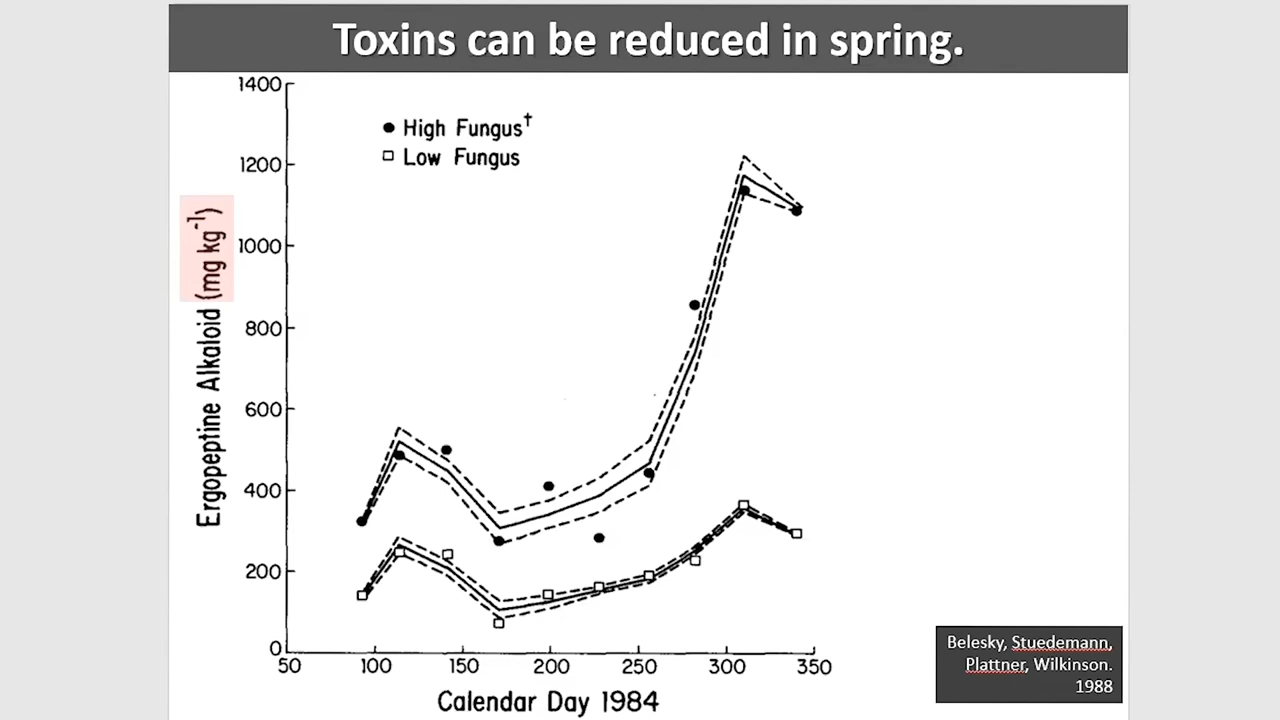 Toxins can be reduced in spring.
1400
1200
1000
800
600
400
200
0
Ergopeptine Alkaloid (mg kg⁻¹)
High Fungus†
Low Fungus
50 100 150 200 250 300 350
Calendar Day 1984
Belesky, Stuedemann,
Plattner, Wilkinson.
1988